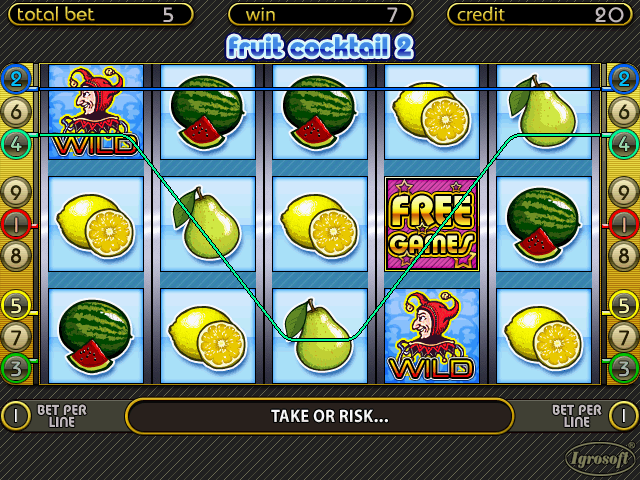 total bet 5 win 7 credit 20
fruit cocktail 2
2 2
6 6
4 WILD 4
9 9
1 FREE 1
8 GAMES 8
5 5
7 7
3 WILD 3
1 BET PER LINE TAKE OR RISK... BET PER LINE 1
Igrosoft®